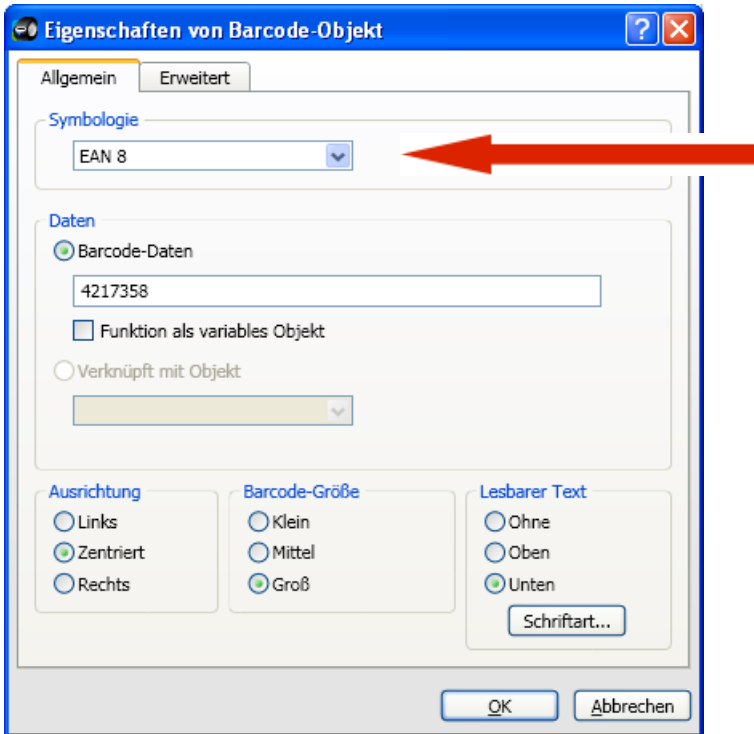 Eigenschaften von Barcode-Objekt
Allgemein
Erweitert
Symbologie
EAN 8
Daten
Barcode-Daten
4217358
Funktion als variables Objekt
Verknüpft mit Objekt
Ausrichtung
Links
Zentriert
Rechts
Barcode-Größe
Klein
Mittel
Groß
Lesbarer Text
Ohne
Oben
Unten
Schriftart...
OK
Abbrechen